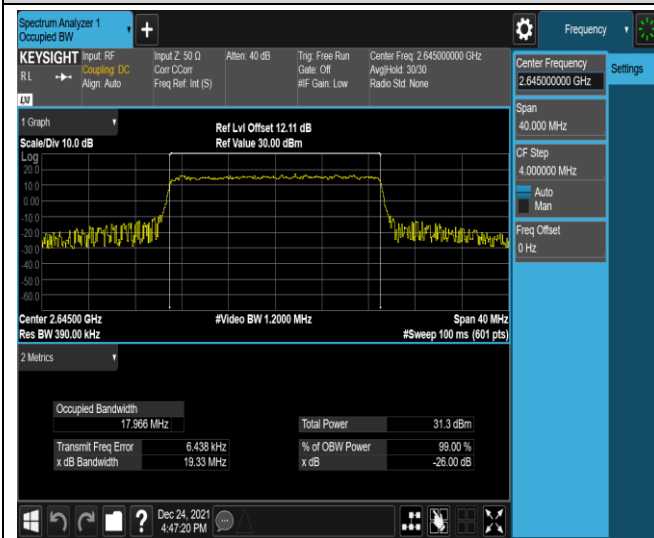 Spectrum Analyzer 1
Occupied BW
Frequency
KEYSIGHT
RL
LXI
Input: RF
Coupling: DC
Align: Auto
Input Z: 50 Ω
Corr CCorr
Freq Ref: Int (S)
Atten: 40 dB
Trig: Free Run
Gate: Off
#IF Gain: Low
Center Freq: 2.645000000 GHz
Avg|Hold: 30/30
Radio Std: None
1 Graph
Scale/Div 10.0 dB
Ref Lvl Offset 12.11 dB
Ref Value 30.00 dBm
Log
20.0
10.0
0.00
-10.0
-20.0
-30.0
-40.0
-50.0
-60.0
Center 2.64500 GHz
Res BW 390.00 kHz
#Video BW 1.2000 MHz
Span 40 MHz
#Sweep 100 ms (601 pts)
2 Metrics
Occupied Bandwidth
17.966 MHz
Transmit Freq Error 6.438 kHz
x dB Bandwidth 19.33 MHz
Total Power 31.3 dBm
% of OBW Power 99.00 %
x dB -26.00 dB
Dec 24, 2021
4:47:20 PM
Center Frequency
2.645000000 GHz
Settings
Span
40.000 MHz
CF Step
4.000000 MHz
Auto
Man
Freq Offset
0 Hz